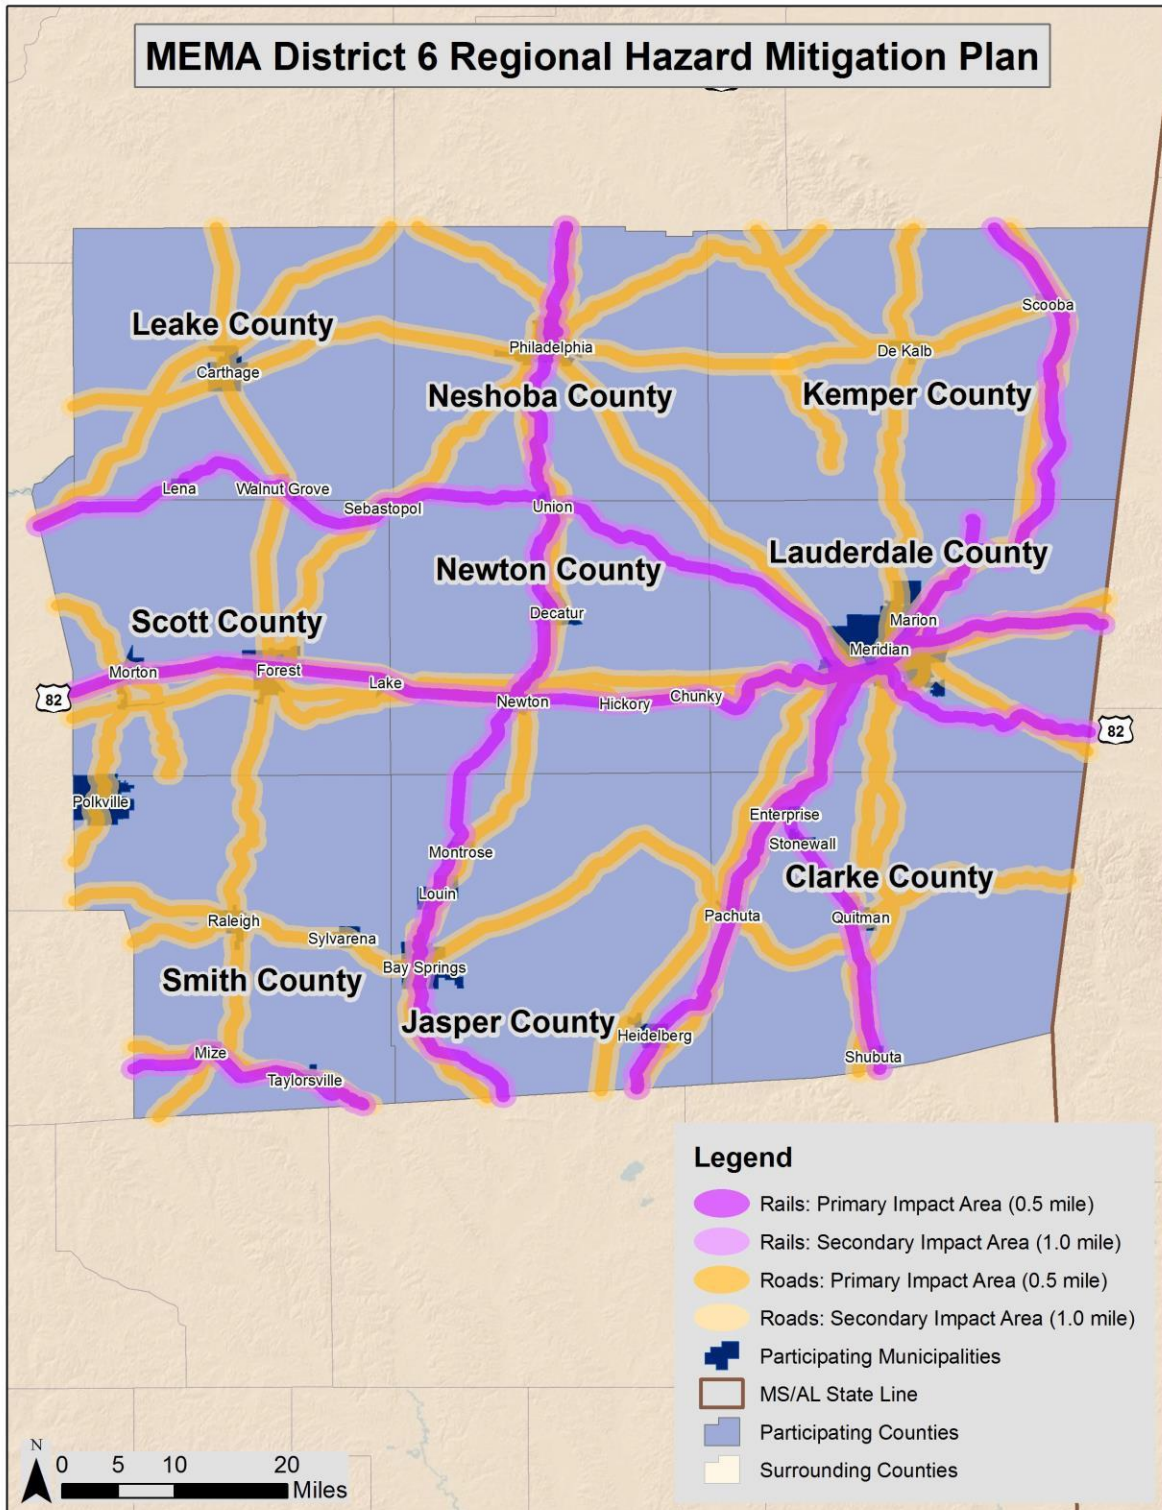 MEMA District 6 Regional Hazard Mitigation Plan
Scooba
Leake County
Philadelphia
De Kalb
Carthage
Neshoba County
Kemper County
Lena
Walnut Grove
Sebastopol
Union
Lauderdale County
Newton County
Decatur
Scott County
Marion
Meridian
Morton
Forest
Lake
82
Newton
Hickory
Chunky
82
Polkville
Enterprise
Stonewall
Montrose
Clarke County
Louin
Raleigh
Pachuta
Quitman
Sylvarena
Bay Springs
Smith County
Jasper County
Heidelberg
Mize
Shubuta
Taylorsville
Legend
Rails: Primary Impact Area (0.5 mile)
Rails: Secondary Impact Area (1.0 mile)
Roads: Primary Impact Area (0.5 mile)
Roads: Secondary Impact Area (1.0 mile)
Participating Municipalities
MS/AL State Line
Participating Counties
Surrounding Counties
N
0 5 10 20
Miles